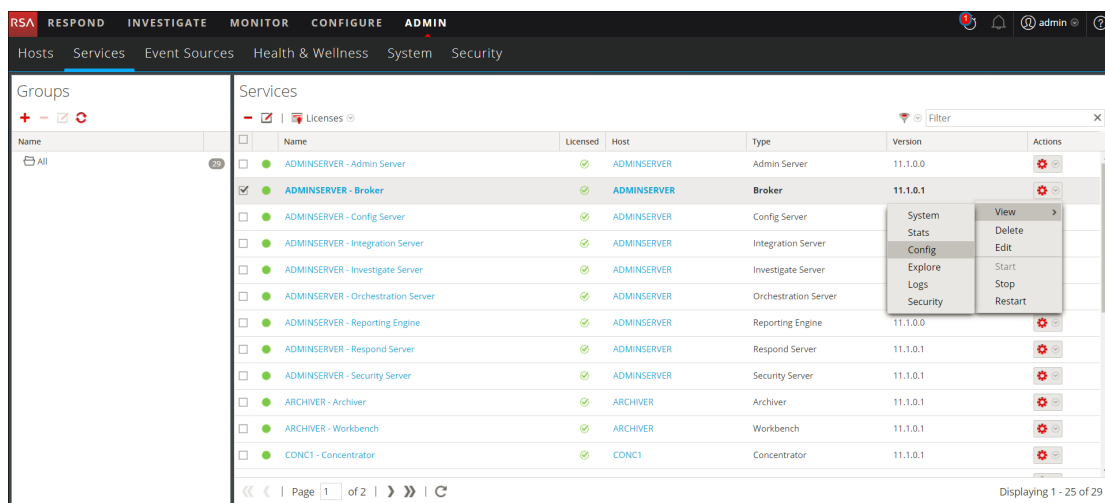 RSA RESPOND INVESTIGATE MONITOR CONFIGURE ADMIN 1 admin ?
Hosts Services Event Sources Health & Wellness System Security
Groups
Name
All 29
Services
Licenses Filter X
Name Licensed Host Type Version Actions
ADMINSERVER - Admin Server ADMINSERVER Admin Server 11.1.0.0
ADMINSERVER - Broker ADMINSERVER Broker 11.1.0.1
ADMINSERVER - Config Server ADMINSERVER Config Server
ADMINSERVER - Integration Server ADMINSERVER Integration Server
ADMINSERVER - Investigate Server ADMINSERVER Investigate Server
ADMINSERVER - Orchestration Server ADMINSERVER Orchestration Server
ADMINSERVER - Reporting Engine ADMINSERVER Reporting Engine 11.1.0.0
ADMINSERVER - Respond Server ADMINSERVER Respond Server 11.1.0.1
ADMINSERVER - Security Server ADMINSERVER Security Server 11.1.0.1
ARCHIVER - Archiver ARCHIVER Archiver 11.1.0.1
ARCHIVER - Workbench ARCHIVER Workbench 11.1.0.1
CONC1 - Concentrator CONC1 Concentrator 11.1.0.1
System
Stats
Config
Explore
Logs
Security
View >
Delete
Edit
Start
Stop
Restart
Page 1 of 2 Displaying 1 - 25 of 29